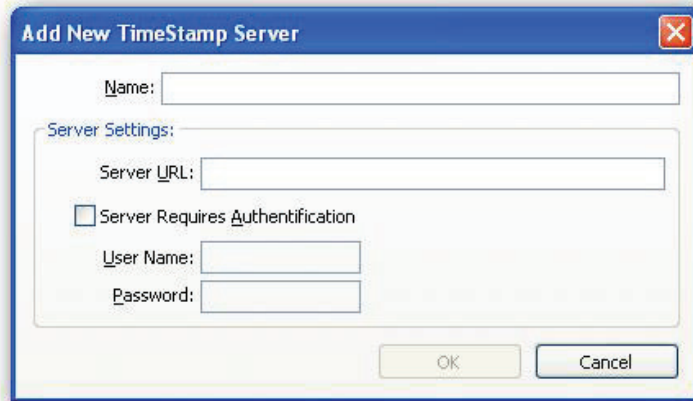 Add New TimeStamp Server
Name:
Server Settings:
Server URL:
Server Requires Authentification
User Name:
Password:
OK
Cancel